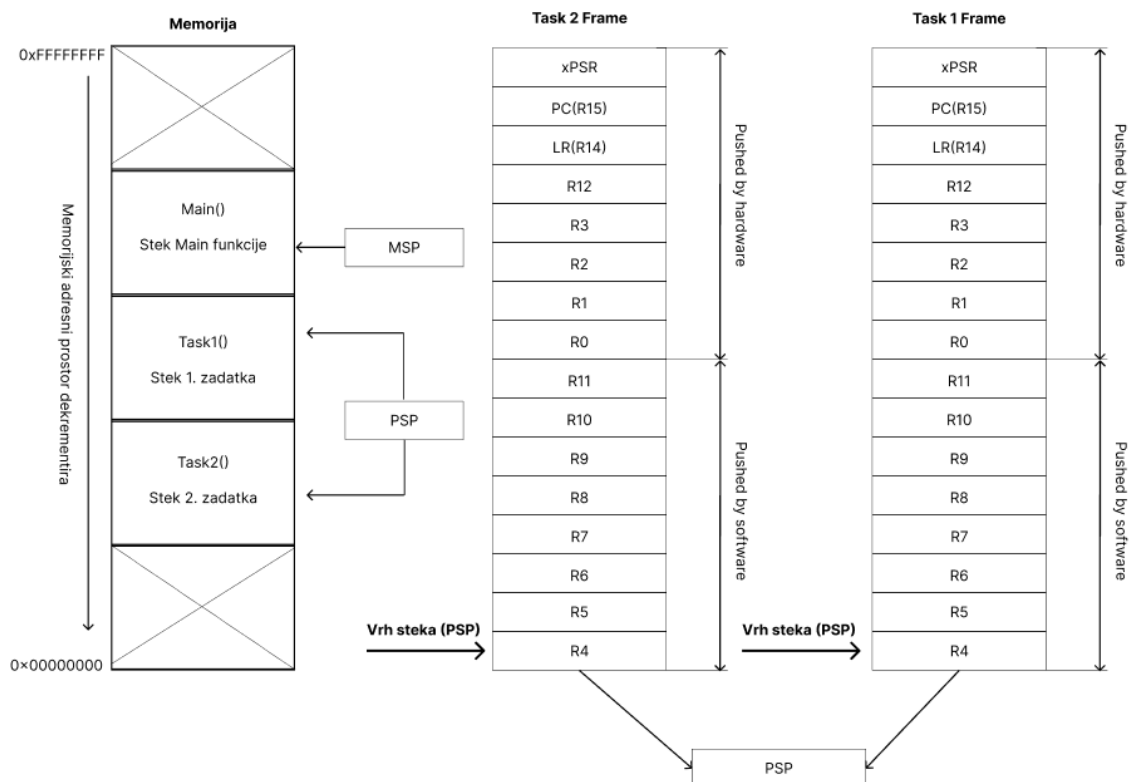 Memorija
0xFFFFFFFF
Memorijski adresni prostor dekrementira
0x00000000
Main()
Stek Main funkcije
Task1()
Stek 1. zadatka
Task2()
Stek 2. zadatka
MSP
PSP
Task 2 Frame
xPSR
PC(R15)
LR(R14)
R12
R3
R2
R1
R0
R11
R10
R9
R8
R7
R6
R5
R4
Pushed by hardware
Pushed by software
Vrh steka (PSP)
Task 1 Frame
xPSR
PC(R15)
LR(R14)
R12
R3
R2
R1
R0
R11
R10
R9
R8
R7
R6
R5
R4
Pushed by hardware
Pushed by software
Vrh steka (PSP)
PSP